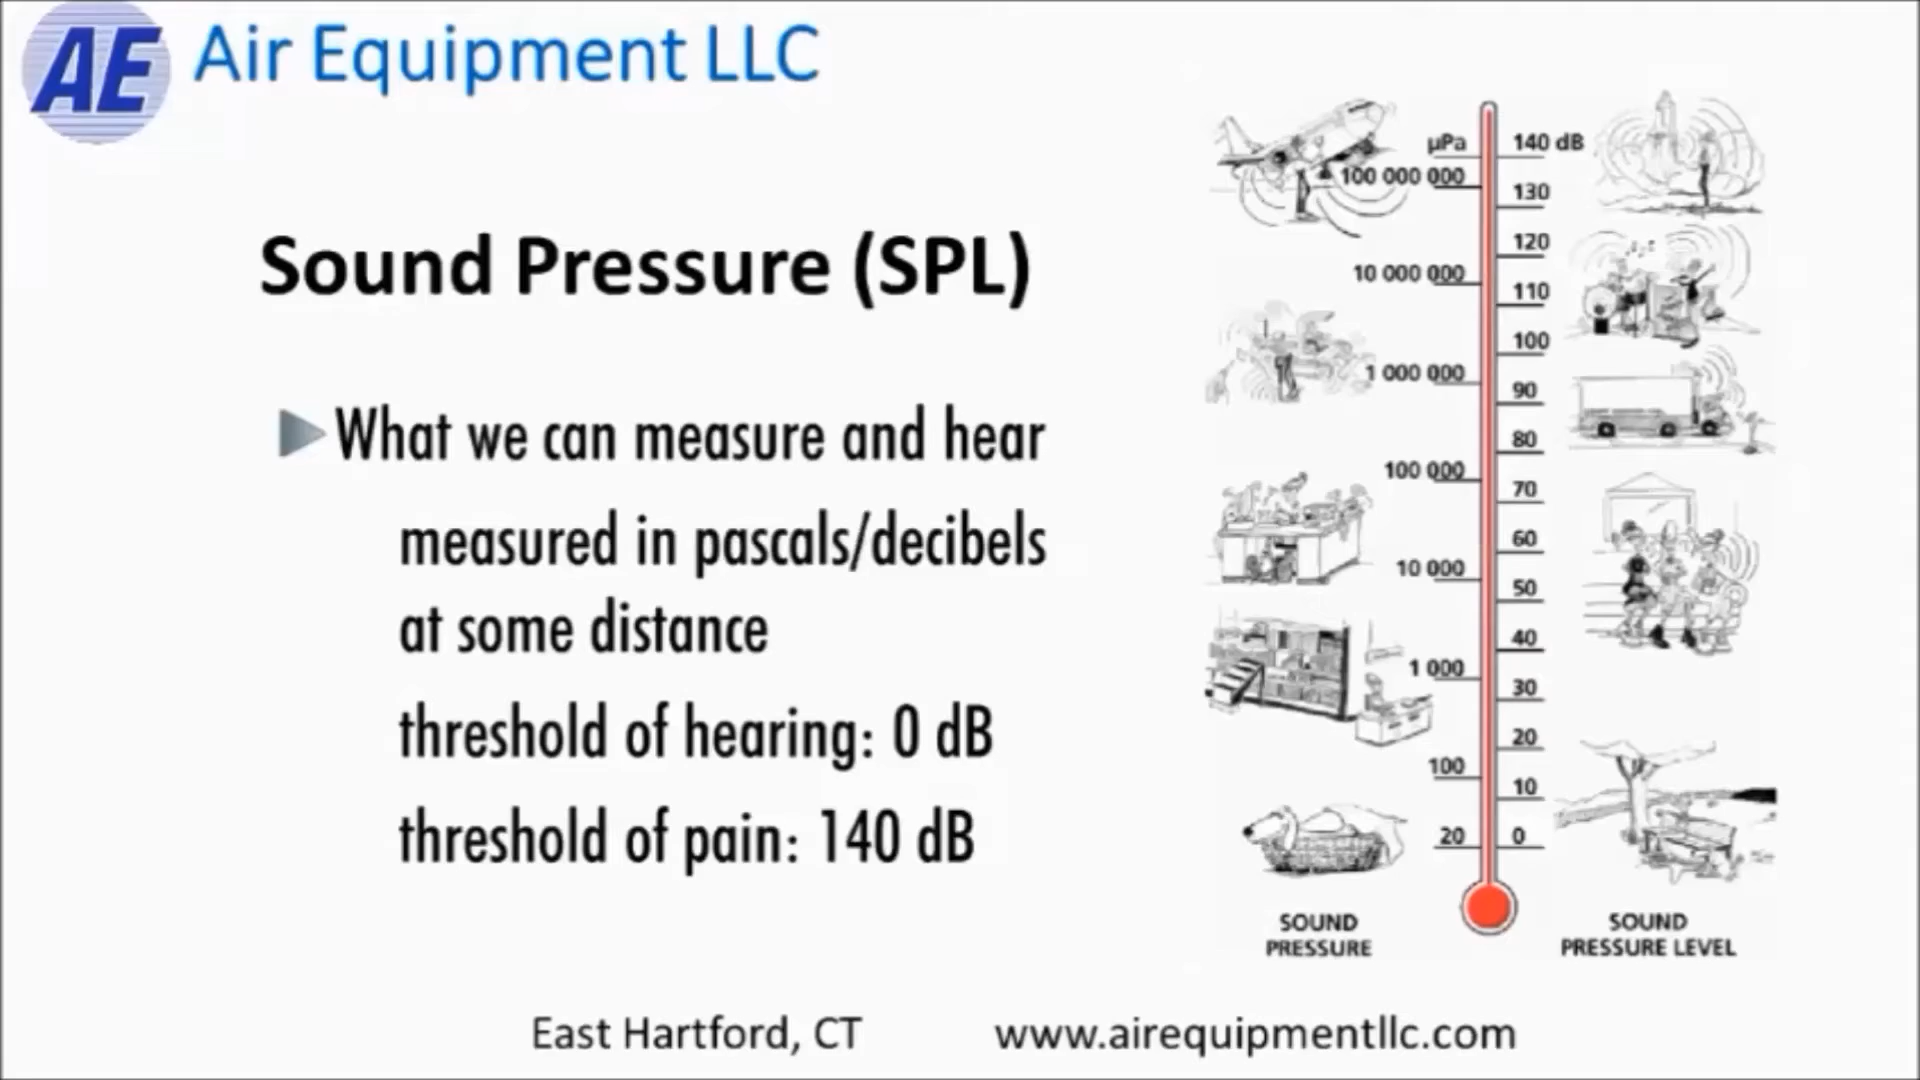 AE Air Equipment LLC
Sound Pressure (SPL)
What we can measure and hear
measured in pascals/decibels
at some distance
threshold of hearing: 0 dB
threshold of pain: 140 dB
µPa
100 000 000
10 000 000
1 000 000
100 000
10 000
1 000
100
20
140 dB
130
120
110
100
90
80
70
60
50
40
30
20
10
0
SOUND
PRESSURE
SOUND
PRESSURE LEVEL
East Hartford, CT www.airequipmentllc.com